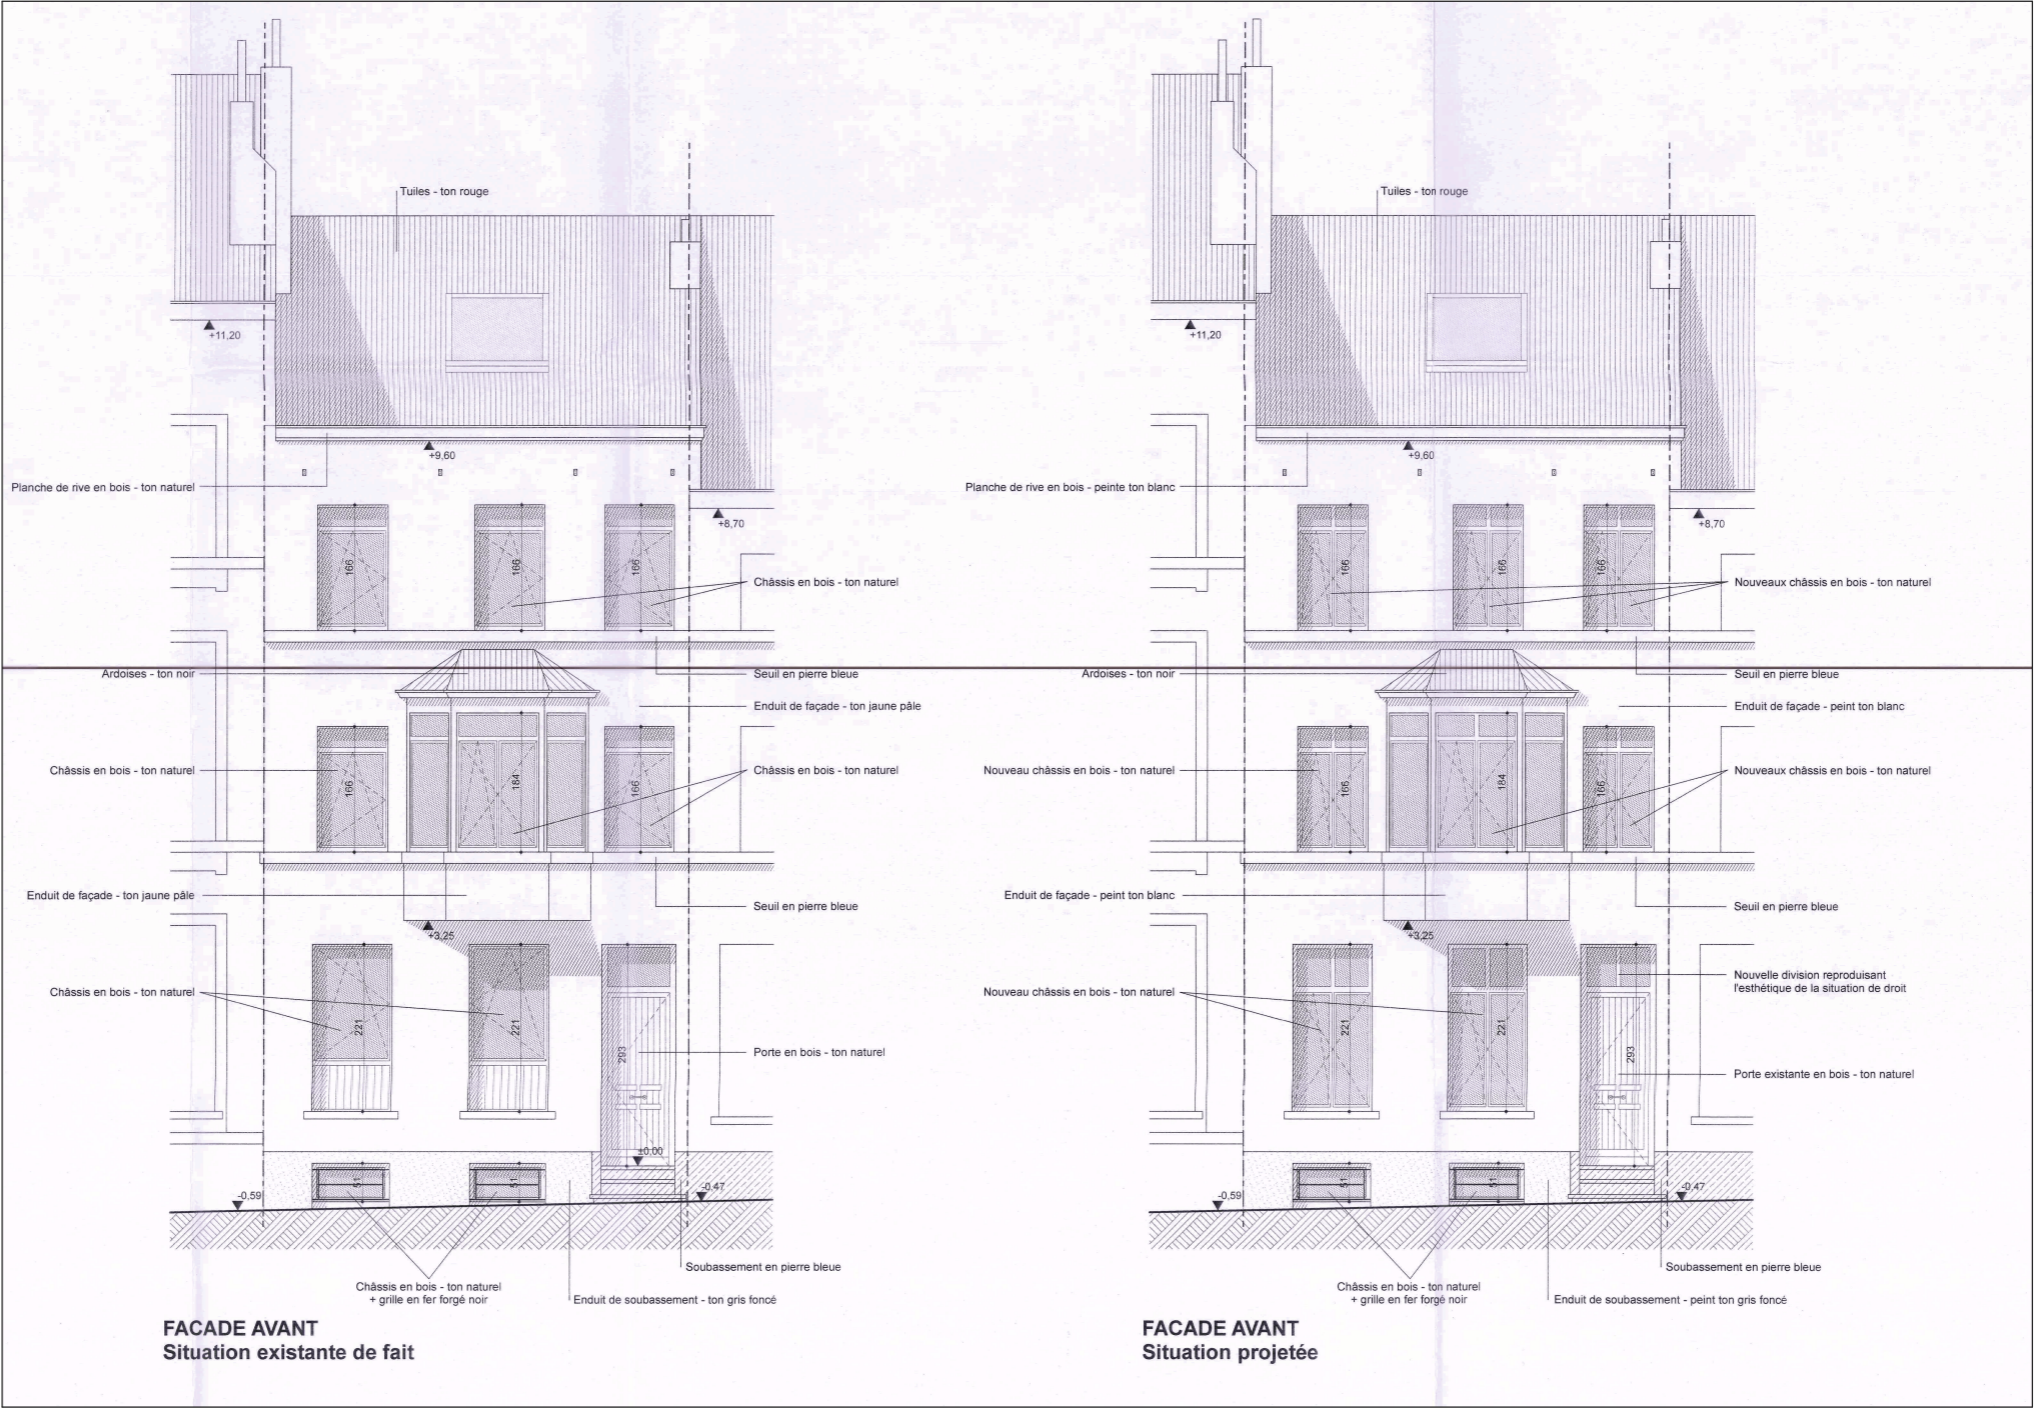 Tuiles - ton rouge
+11,20
+9,60
Planche de rive en bois - ton naturel
+8,70
166
166
166
Châssis en bois - ton naturel
Ardoises - ton noir
Seuil en pierre bleue
Enduit de façade - ton jaune pâle
Châssis en bois - ton naturel
166
184
166
Châssis en bois - ton naturel
Enduit de façade - ton jaune pâle
Seuil en pierre bleue
+3,25
Châssis en bois - ton naturel
221
221
293
Porte en bois - ton naturel
±0,00
-0,59
51
51
-0,47
Soubassement en pierre bleue
Châssis en bois - ton naturel
+ grille en fer forgé noir
Enduit de soubassement - ton gris foncé
FACADE AVANT
Situation existante de fait
Tuiles - ton rouge
+11,20
+9,60
Planche de rive en bois - peinte ton blanc
+8,70
166
166
166
Nouveaux châssis en bois - ton naturel
Ardoises - ton noir
Seuil en pierre bleue
Enduit de façade - peint ton blanc
Nouveau châssis en bois - ton naturel
166
184
166
Nouveaux châssis en bois - ton naturel
Enduit de façade - peint ton blanc
Seuil en pierre bleue
+3,25
Nouvelle division reproduisant
l'esthétique de la situation de droit
Nouveau châssis en bois - ton naturel
221
221
293
Porte existante en bois - ton naturel
-0,59
51
51
-0,47
Soubassement en pierre bleue
Châssis en bois - ton naturel
+ grille en fer forgé noir
Enduit de soubassement - peint ton gris foncé
FACADE AVANT
Situation projetée